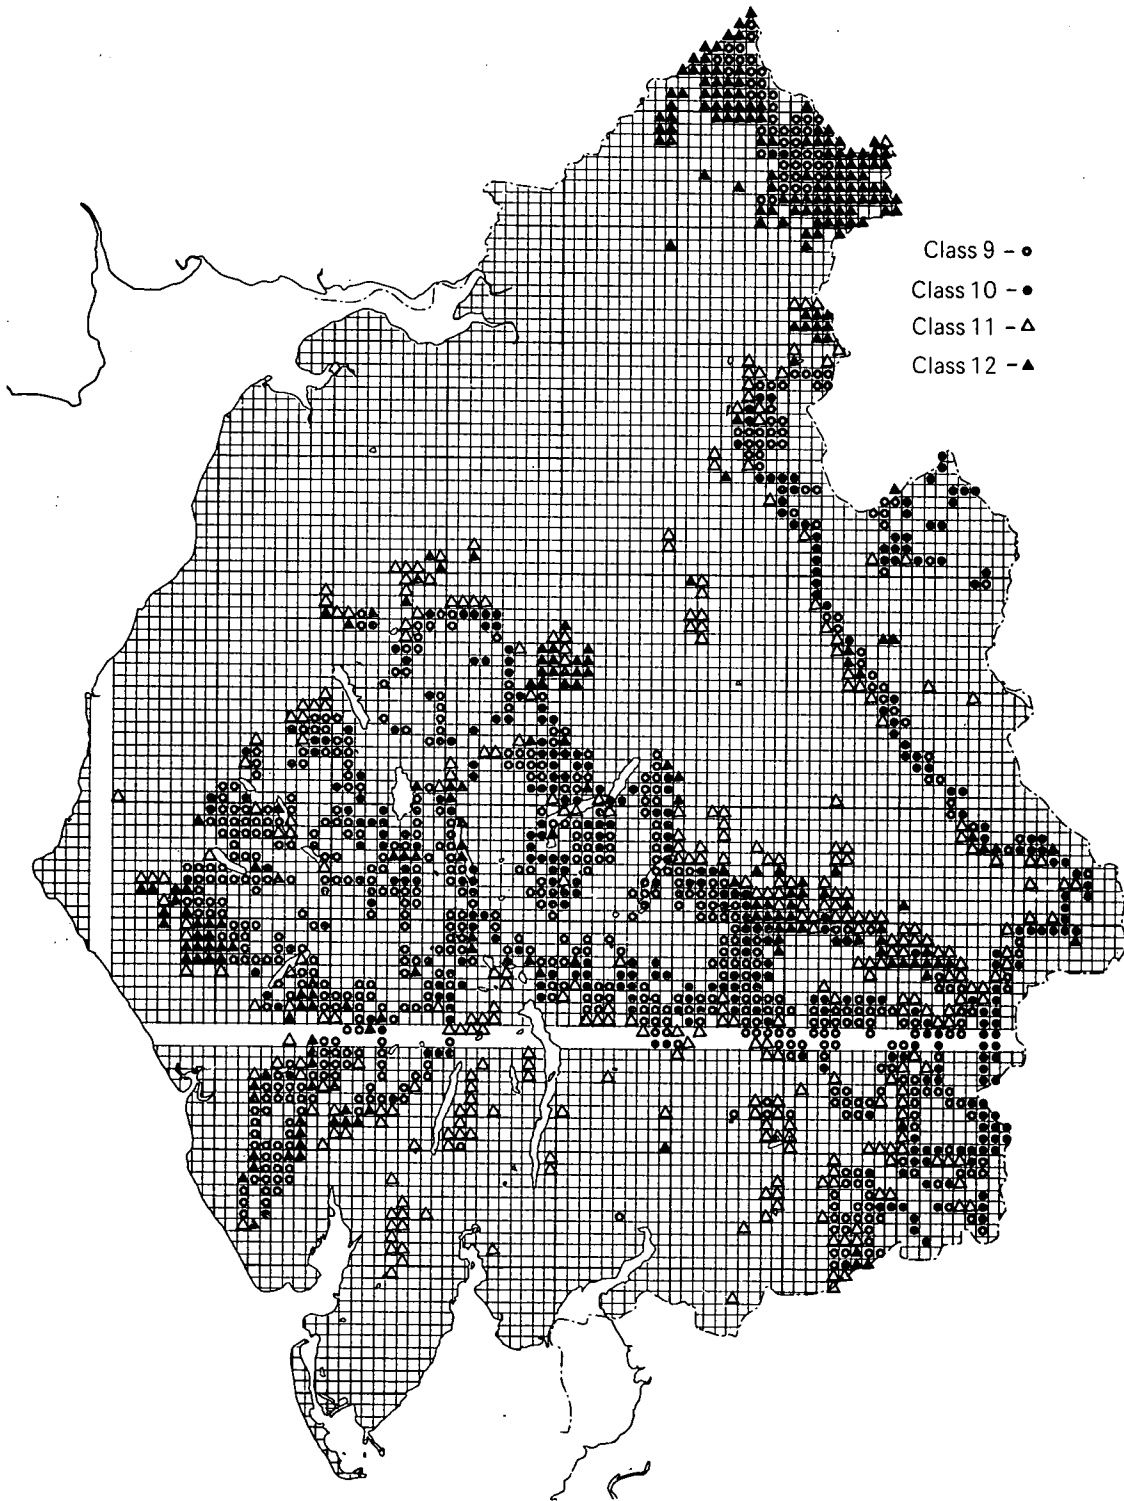 Class 9 – o
Class 10 – ●
Class 11 – △
Class 12 – ▲